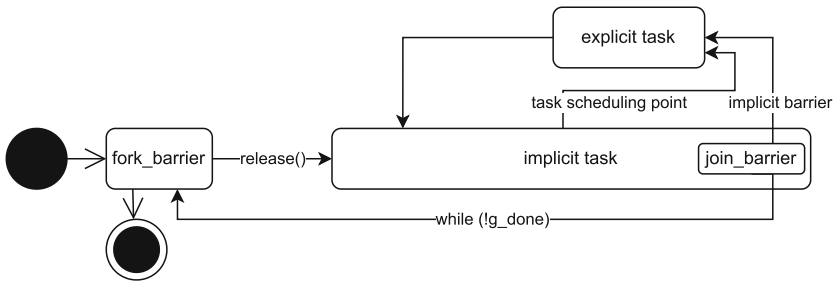 explicit task
task scheduling point
implicit barrier
fork_barrier
release()
implicit task
join_barrier
while (!g_done)